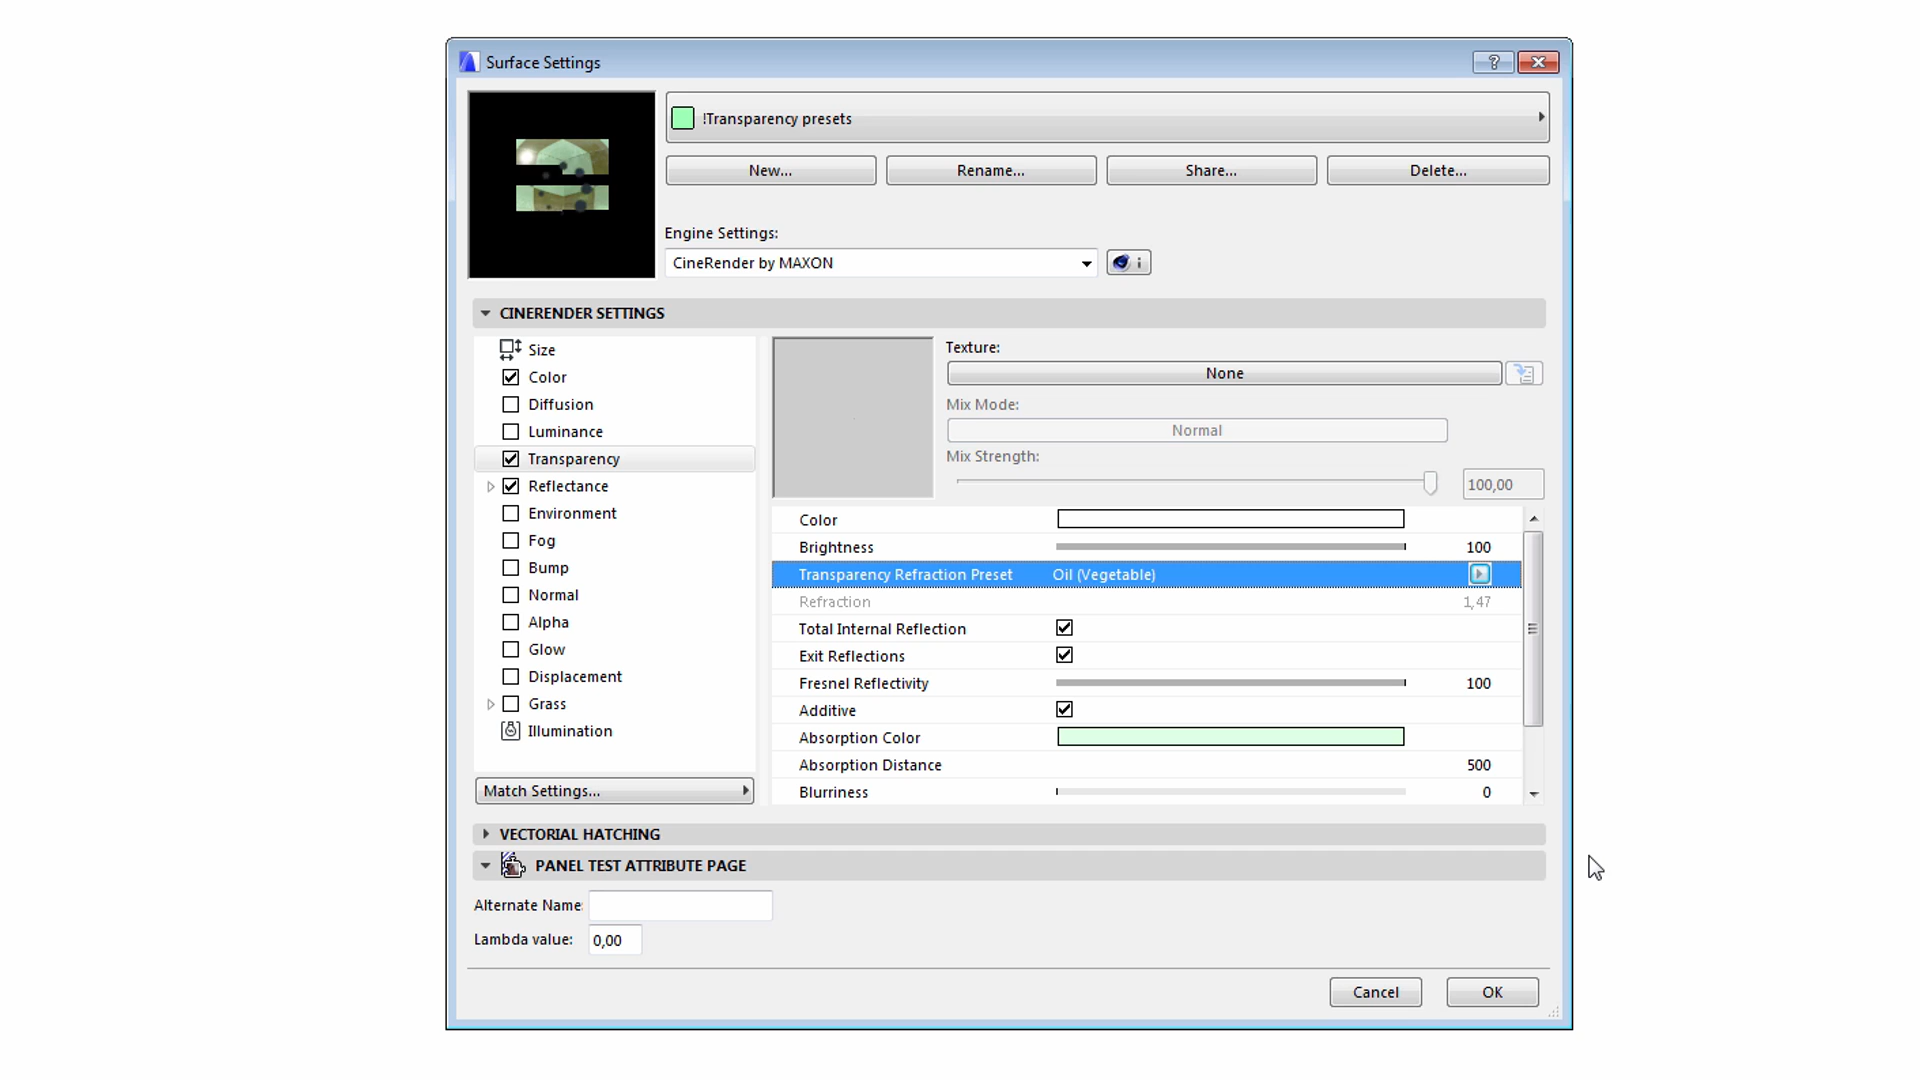 Surface Settings
?
!Transparency presets
New...
Rename...
Share...
Delete...
Engine Settings:
CineRender by MAXON
i
CINERENDER SETTINGS
Size
Color
Diffusion
Luminance
Transparency
Reflectance
Environment
Fog
Bump
Normal
Alpha
Glow
Displacement
Grass
Illumination
Match Settings...
Texture:
None
Mix Mode:
Normal
Mix Strength:
100,00
Color
Brightness 100
Transparency Refraction Preset Oil (Vegetable)
Refraction 1,47
Total Internal Reflection
Exit Reflections
Fresnel Reflectivity 100
Additive
Absorption Color
Absorption Distance 500
Blurriness 0
VECTORIAL HATCHING
PANEL TEST ATTRIBUTE PAGE
Alternate Name:
Lambda value: 0,00
Cancel
OK